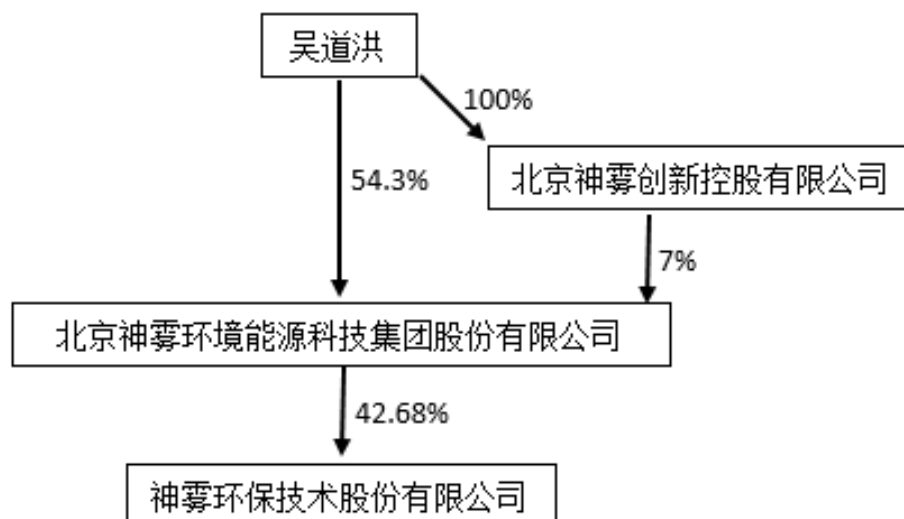 吴道洪
100%
北京神雾创新控股有限公司
54.3%
7%
北京神雾环境能源科技集团股份有限公司
42.68%
神雾环保技术股份有限公司